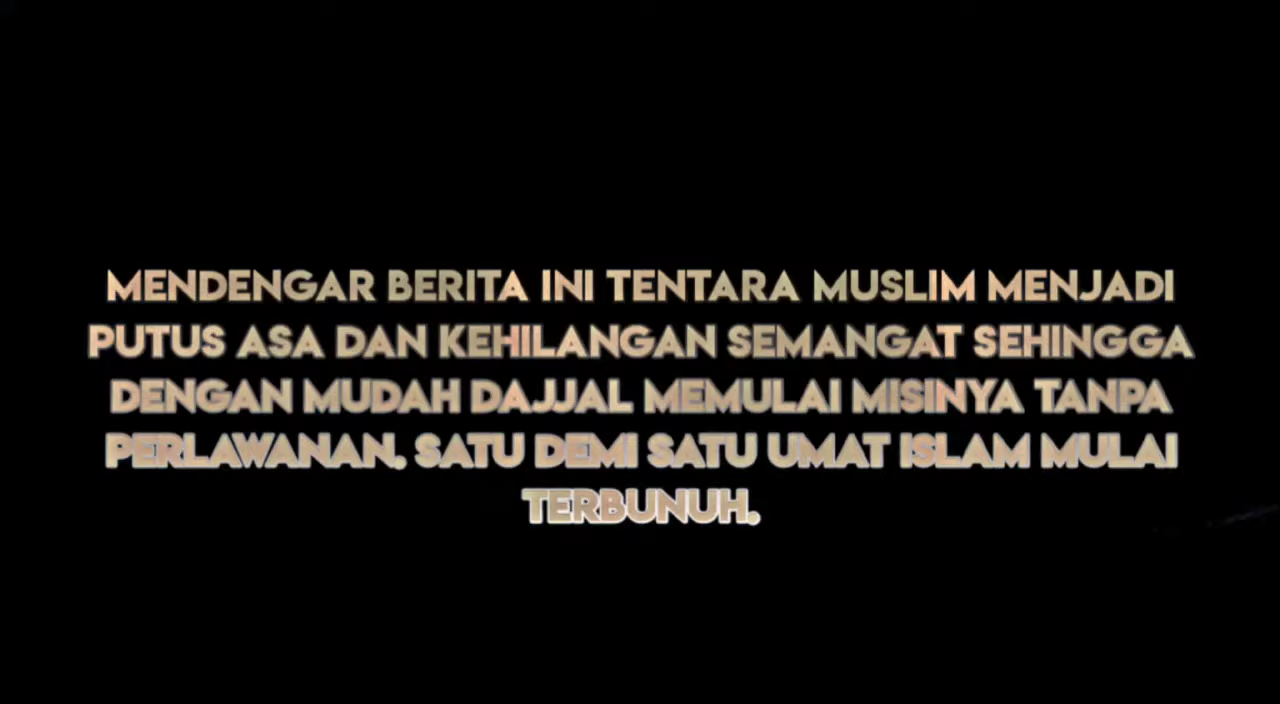 MENDENGAR BERITA INI TENTARA MUSLIM MENJADI
PUTUS ASA DAN KEHILANGAN SEMANGAT SEHINGGA
DENGAN MUDAH DAJJAL MEMULAI MISINYA TANPA
PERLAWANAN. SATU DEMI SATU UMAT ISLAM MULAI
TERBUNUH.